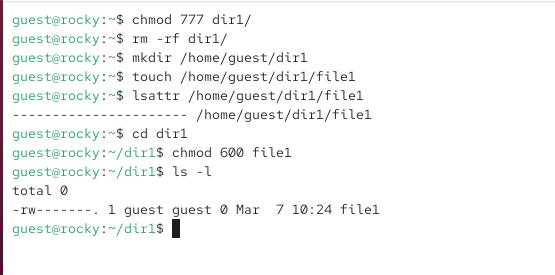 guest@rocky:~$ chmod 777 dir1/
guest@rocky:~$ rm -rf dir1/
guest@rocky:~$ mkdir /home/guest/dir1
guest@rocky:~$ touch /home/guest/dir1/file1
guest@rocky:~$ lsattr /home/guest/dir1/file1
---------------------- /home/guest/dir1/file1
guest@rocky:~$ cd dir1
guest@rocky:~/dir1$ chmod 600 file1
guest@rocky:~/dir1$ ls -l
total 0
-rw-------. 1 guest guest 0 Mar  7 10:24 file1
guest@rocky:~/dir1$